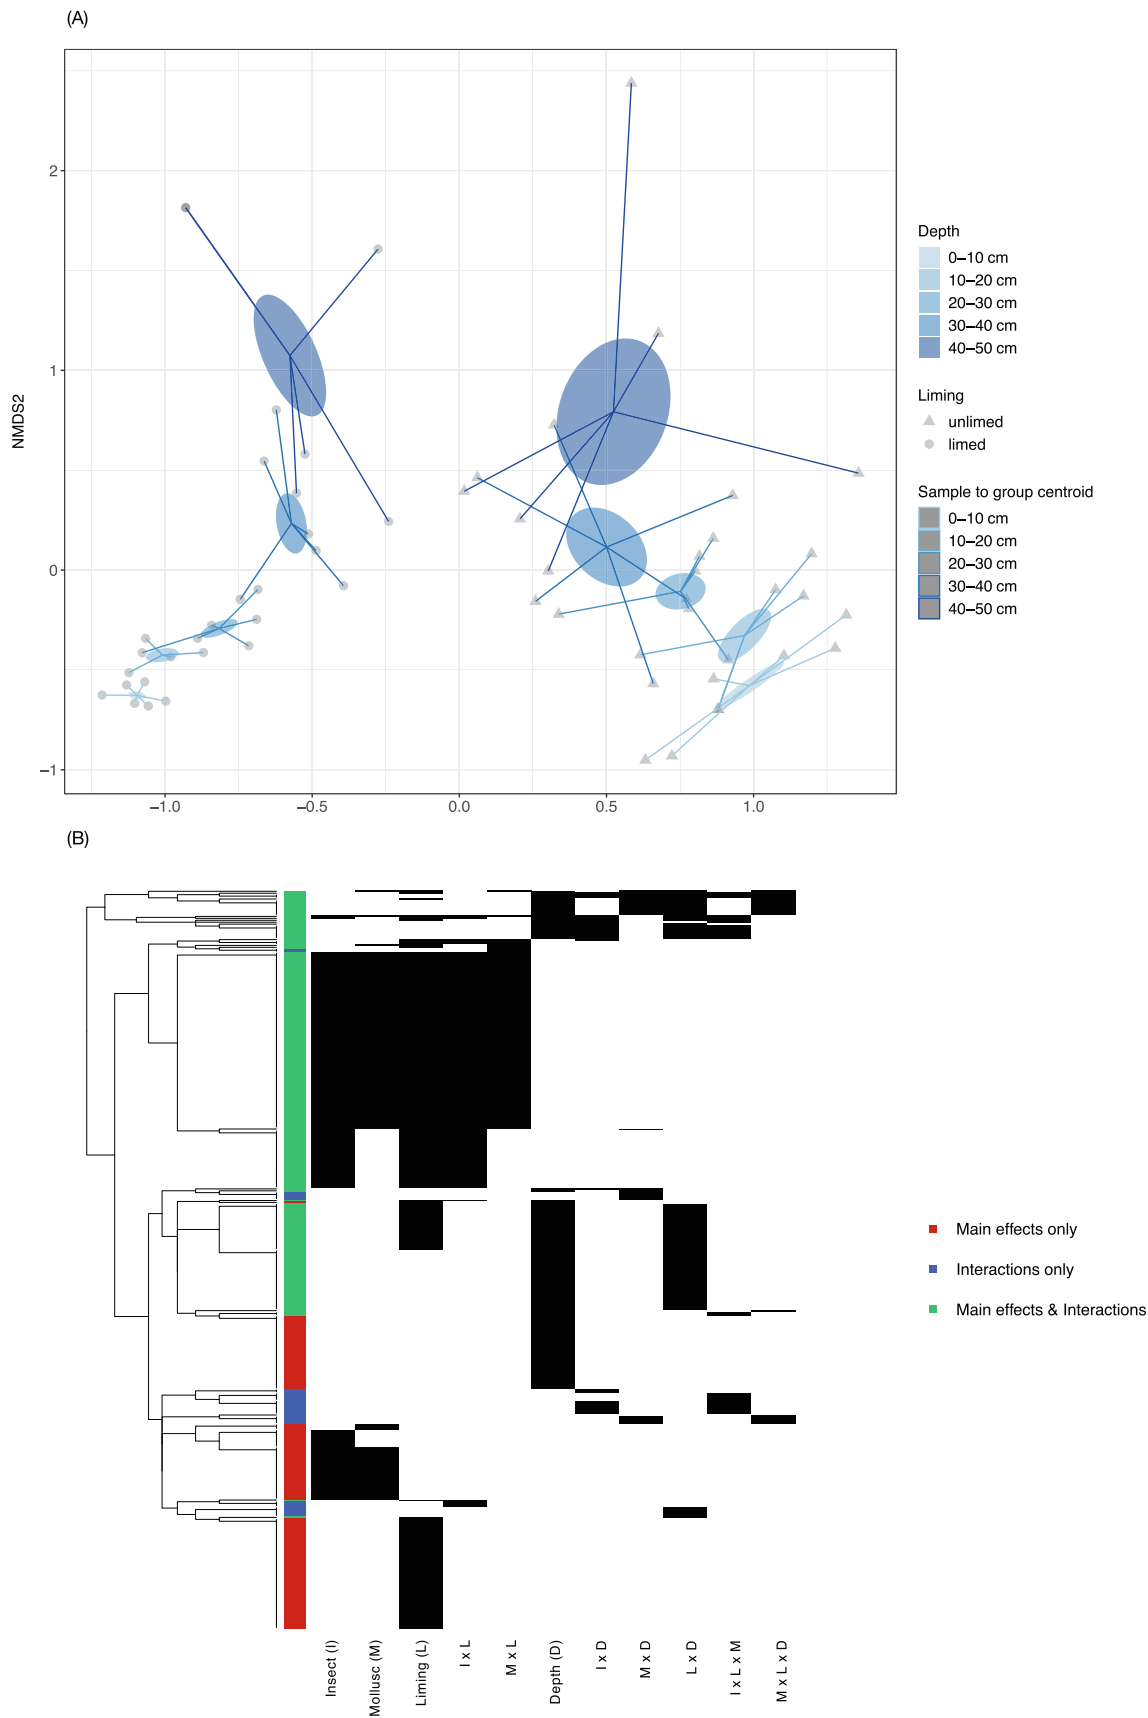 (A)
NMDS2
2
1
0
−1
−1.0
−0.5
0.0
0.5
1.0
Depth
0−10 cm
10−20 cm
20−30 cm
30−40 cm
40−50 cm
Liming
unlimed
limed
Sample to group centroid
0−10 cm
10−20 cm
20−30 cm
30−40 cm
40−50 cm
(B)
Main effects only
Interactions only
Main effects & Interactions
Insect (I)
Mollusc (M)
Liming (L)
I x L
M x L
Depth (D)
I x D
M x D
L x D
I x L x M
M x L x D